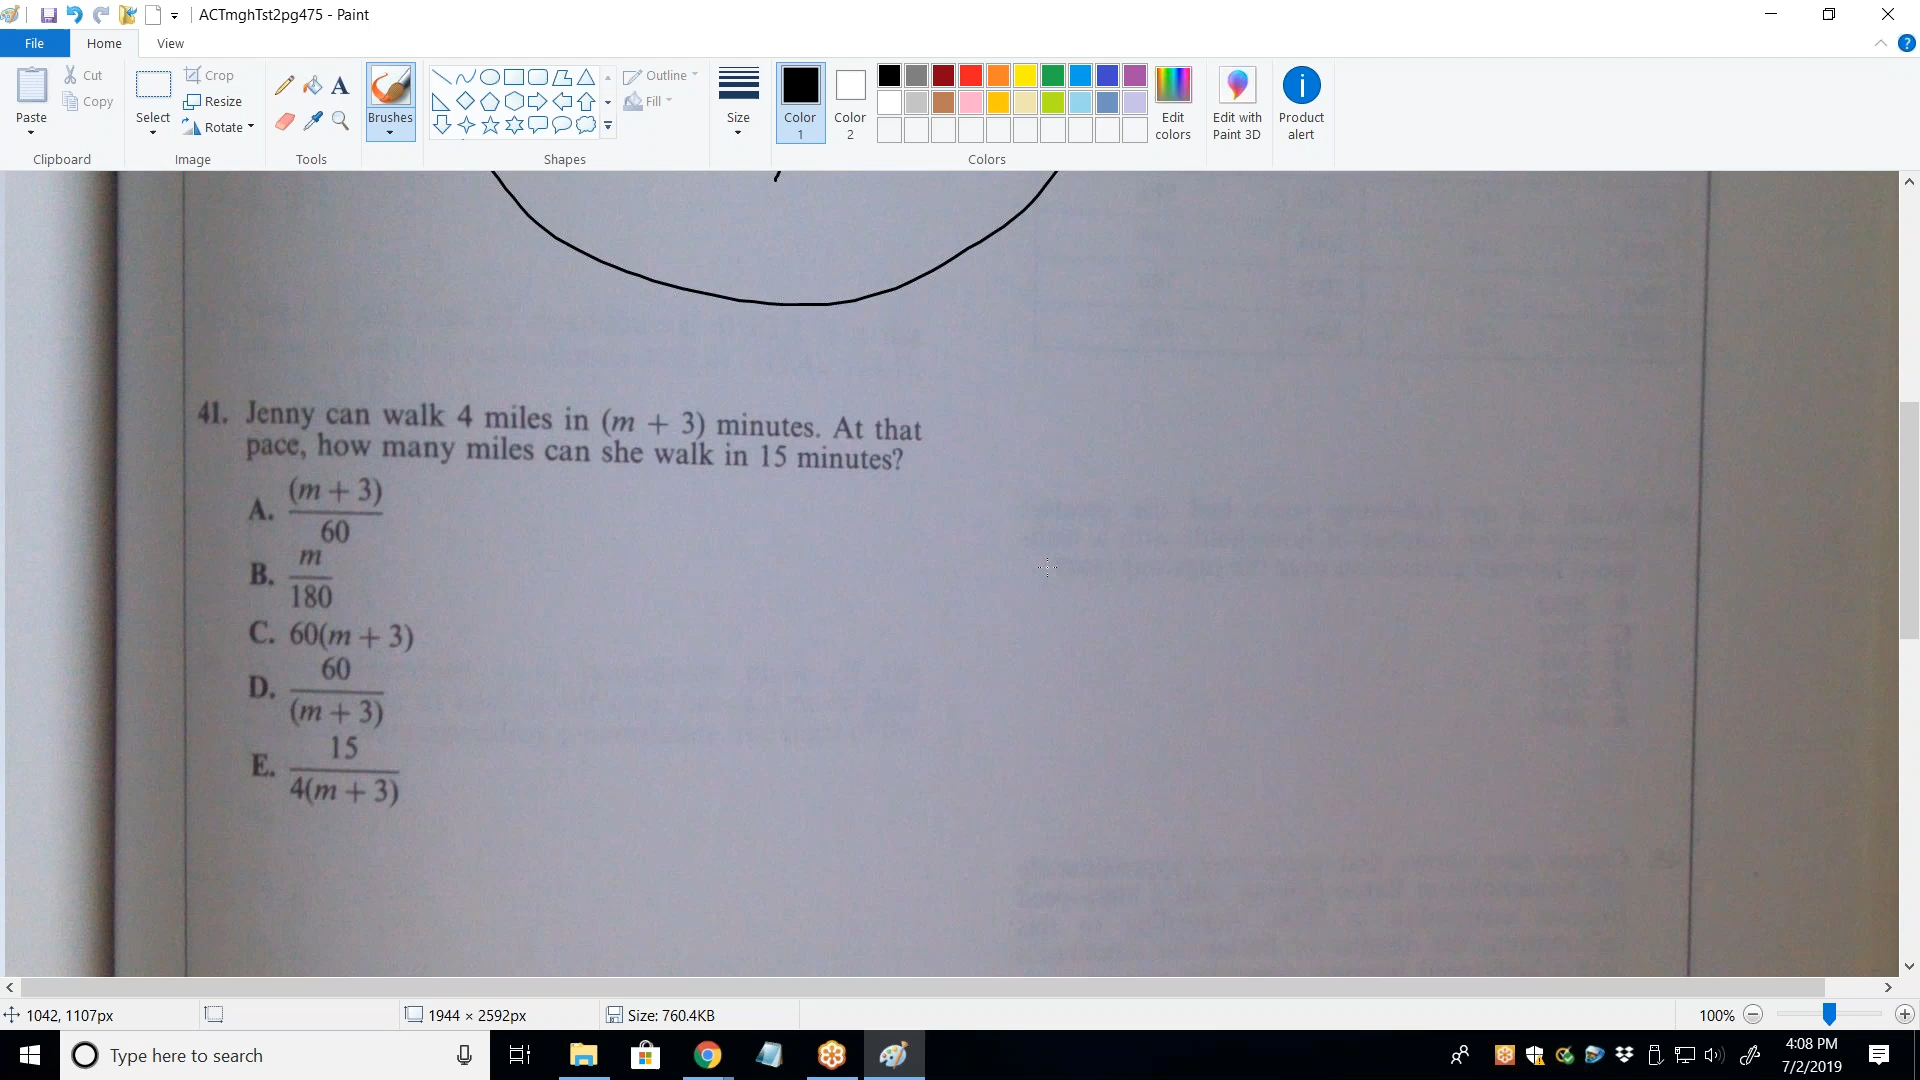 ACTmghTst2pg475 - Paint
File
Home
View
Paste
Cut
Copy
Clipboard
Select
Crop
Resize
Rotate
Image
A
Tools
Brushes
Shapes
Outline
Fill
Size
Color 1
Color 2
Edit colors
Colors
Edit with Paint 3D
Product alert
41. Jenny can walk 4 miles in (m + 3) minutes. At that
pace, how many miles can she walk in 15 minutes?
A. (m + 3)
60
B. m
180
C. 60(m + 3)
D. 60
(m + 3)
E. 15
4(m + 3)
1042, 1107px
1944 × 2592px
Size: 760.4KB
100%
Type here to search
4:08 PM
7/2/2019